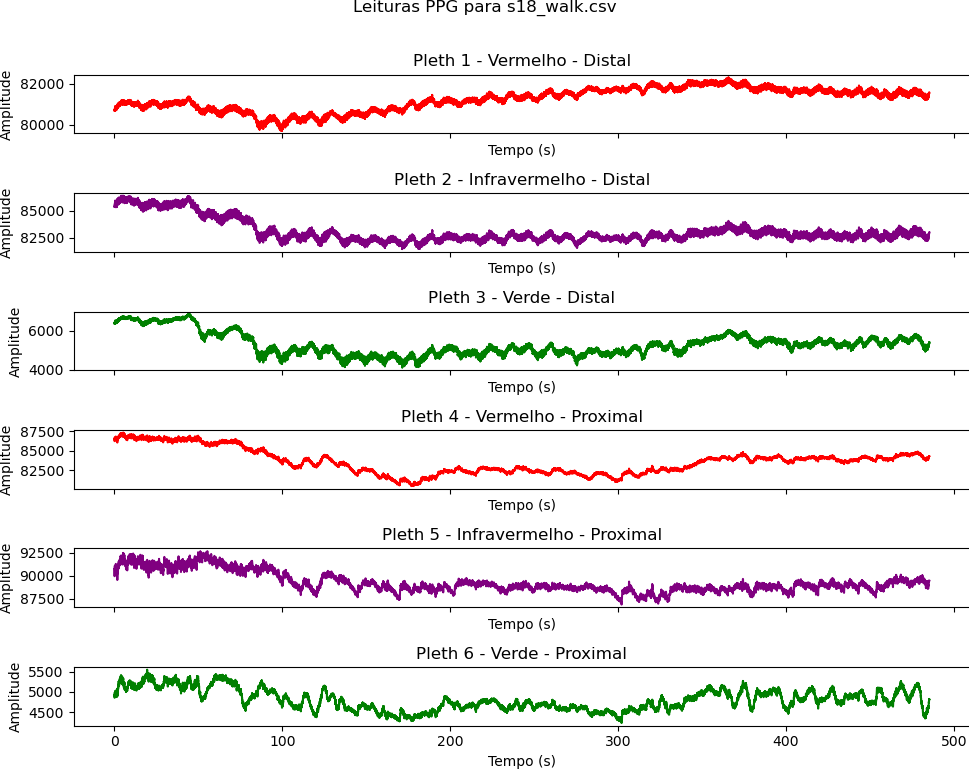 Leituras PPG para s18_walk.csv
Pleth 1 - Vermelho - Distal
Amplitude
82000
80000
Tempo (s)
Pleth 2 - Infravermelho - Distal
Amplitude
85000
82500
Tempo (s)
Pleth 3 - Verde - Distal
Amplitude
6000
4000
Tempo (s)
Pleth 4 - Vermelho - Proximal
Amplitude
87500
85000
82500
Tempo (s)
Pleth 5 - Infravermelho - Proximal
Amplitude
92500
90000
87500
Tempo (s)
Pleth 6 - Verde - Proximal
Amplitude
5500
5000
4500
0 100 200 300 400 500
Tempo (s)